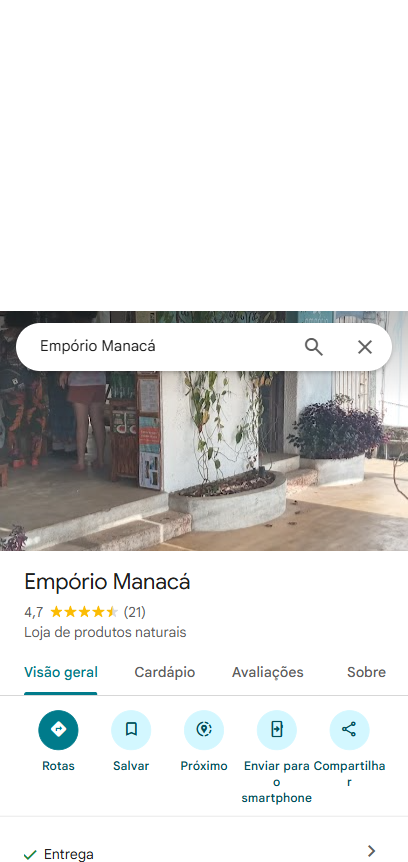 Empório Manacá
Empório Manacá
4,7 (21)
Loja de produtos naturais
Visão geral Cardápio Avaliações Sobre
Rotas Salvar Próximo Enviar para o smartphone Compartilhar
Entrega